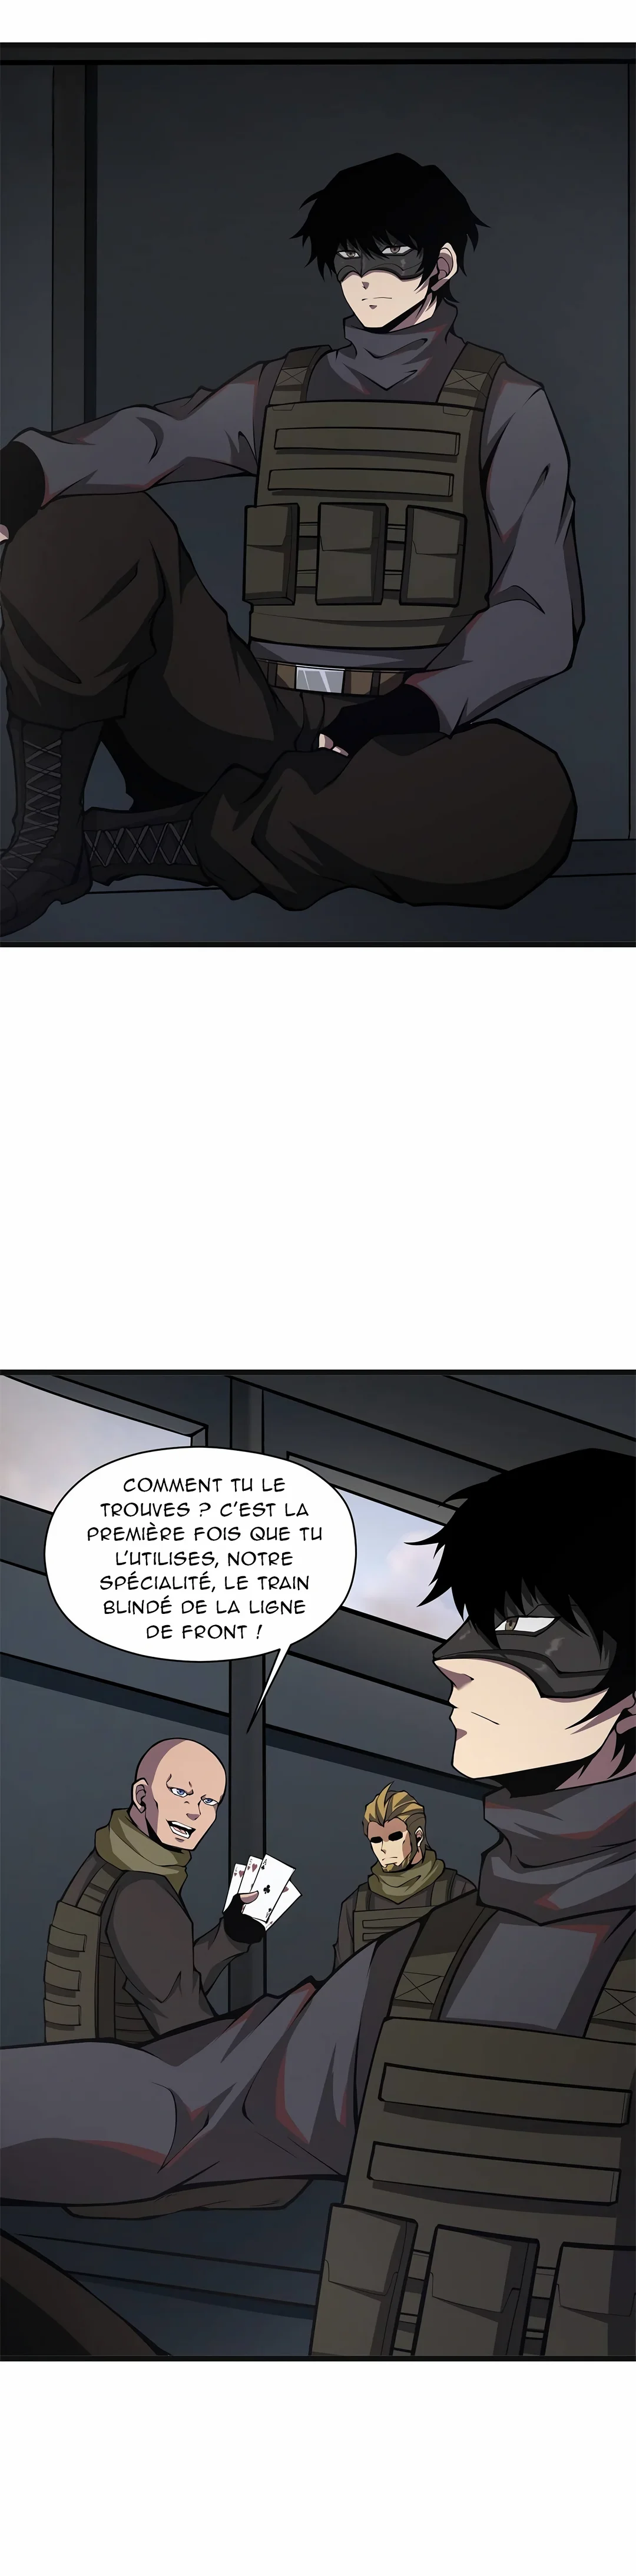 COMMENT TU LE
TROUVES ? C'EST LA
PREMIÈRE FOIS QUE TU
L'UTILISES, NOTRE
SPÉCIALITÉ, LE TRAIN
BLINDÉ DE LA LIGNE
DE FRONT !